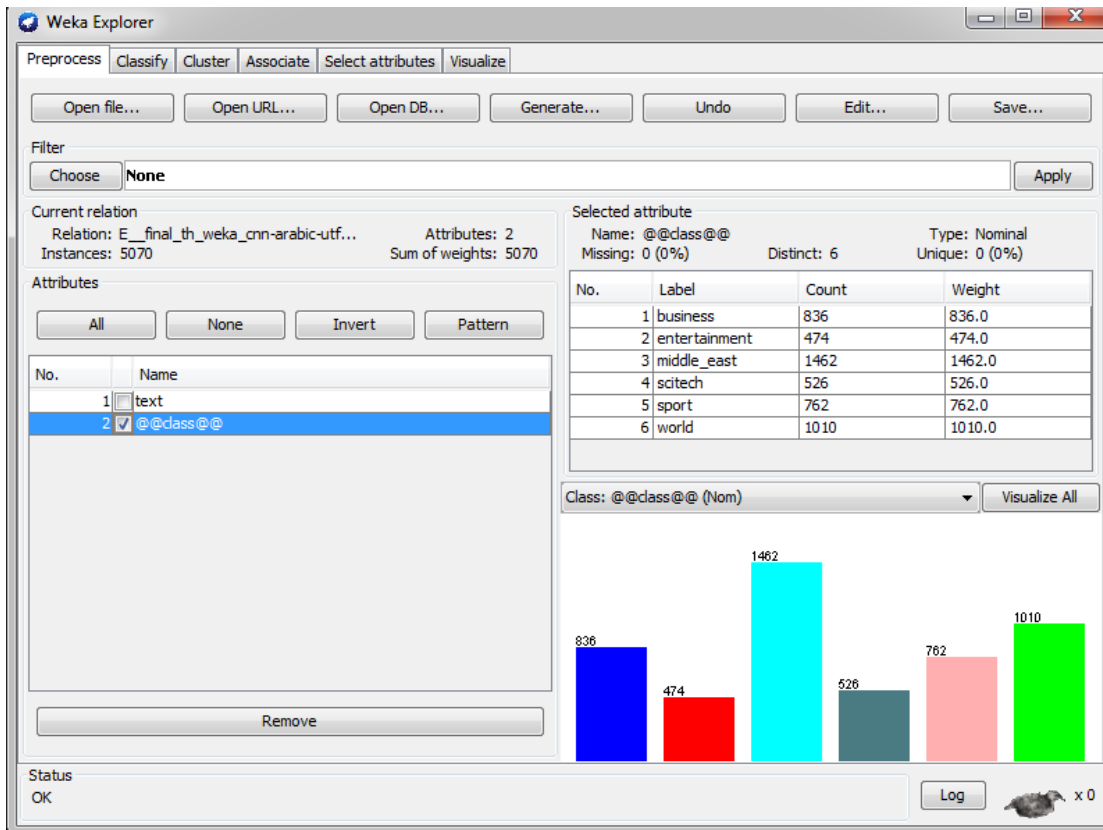 Weka Explorer
Preprocess Classify Cluster Associate Select attributes Visualize
Open file... Open URL... Open DB... Generate... Undo Edit... Save...
Filter
Choose None Apply
Current relation
Relation: E__final_th_weka_cnn-arabic-utf... Attributes: 2
Instances: 5070 Sum of weights: 5070
Attributes
All None Invert Pattern
No. Name
1 text
2 @@class@@
Remove
Selected attribute
Name: @@class@@ Type: Nominal
Missing: 0 (0%) Distinct: 6 Unique: 0 (0%)
No. Label Count Weight
1 business 836 836.0
2 entertainment 474 474.0
3 middle_east 1462 1462.0
4 scitech 526 526.0
5 sport 762 762.0
6 world 1010 1010.0
Class: @@class@@ (Nom) Visualize All
836 474 1462 526 762 1010
Status
OK Log x 0